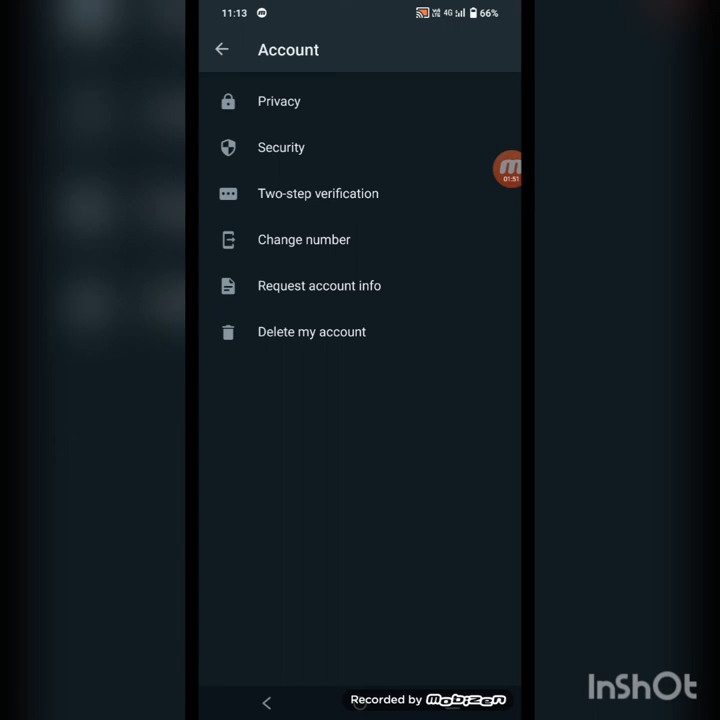 11:13 4G 66%
Account
Privacy
Security
01:51
Two-step verification
Change number
Request account info
Delete my account
Recorded by mobizen
InShOt